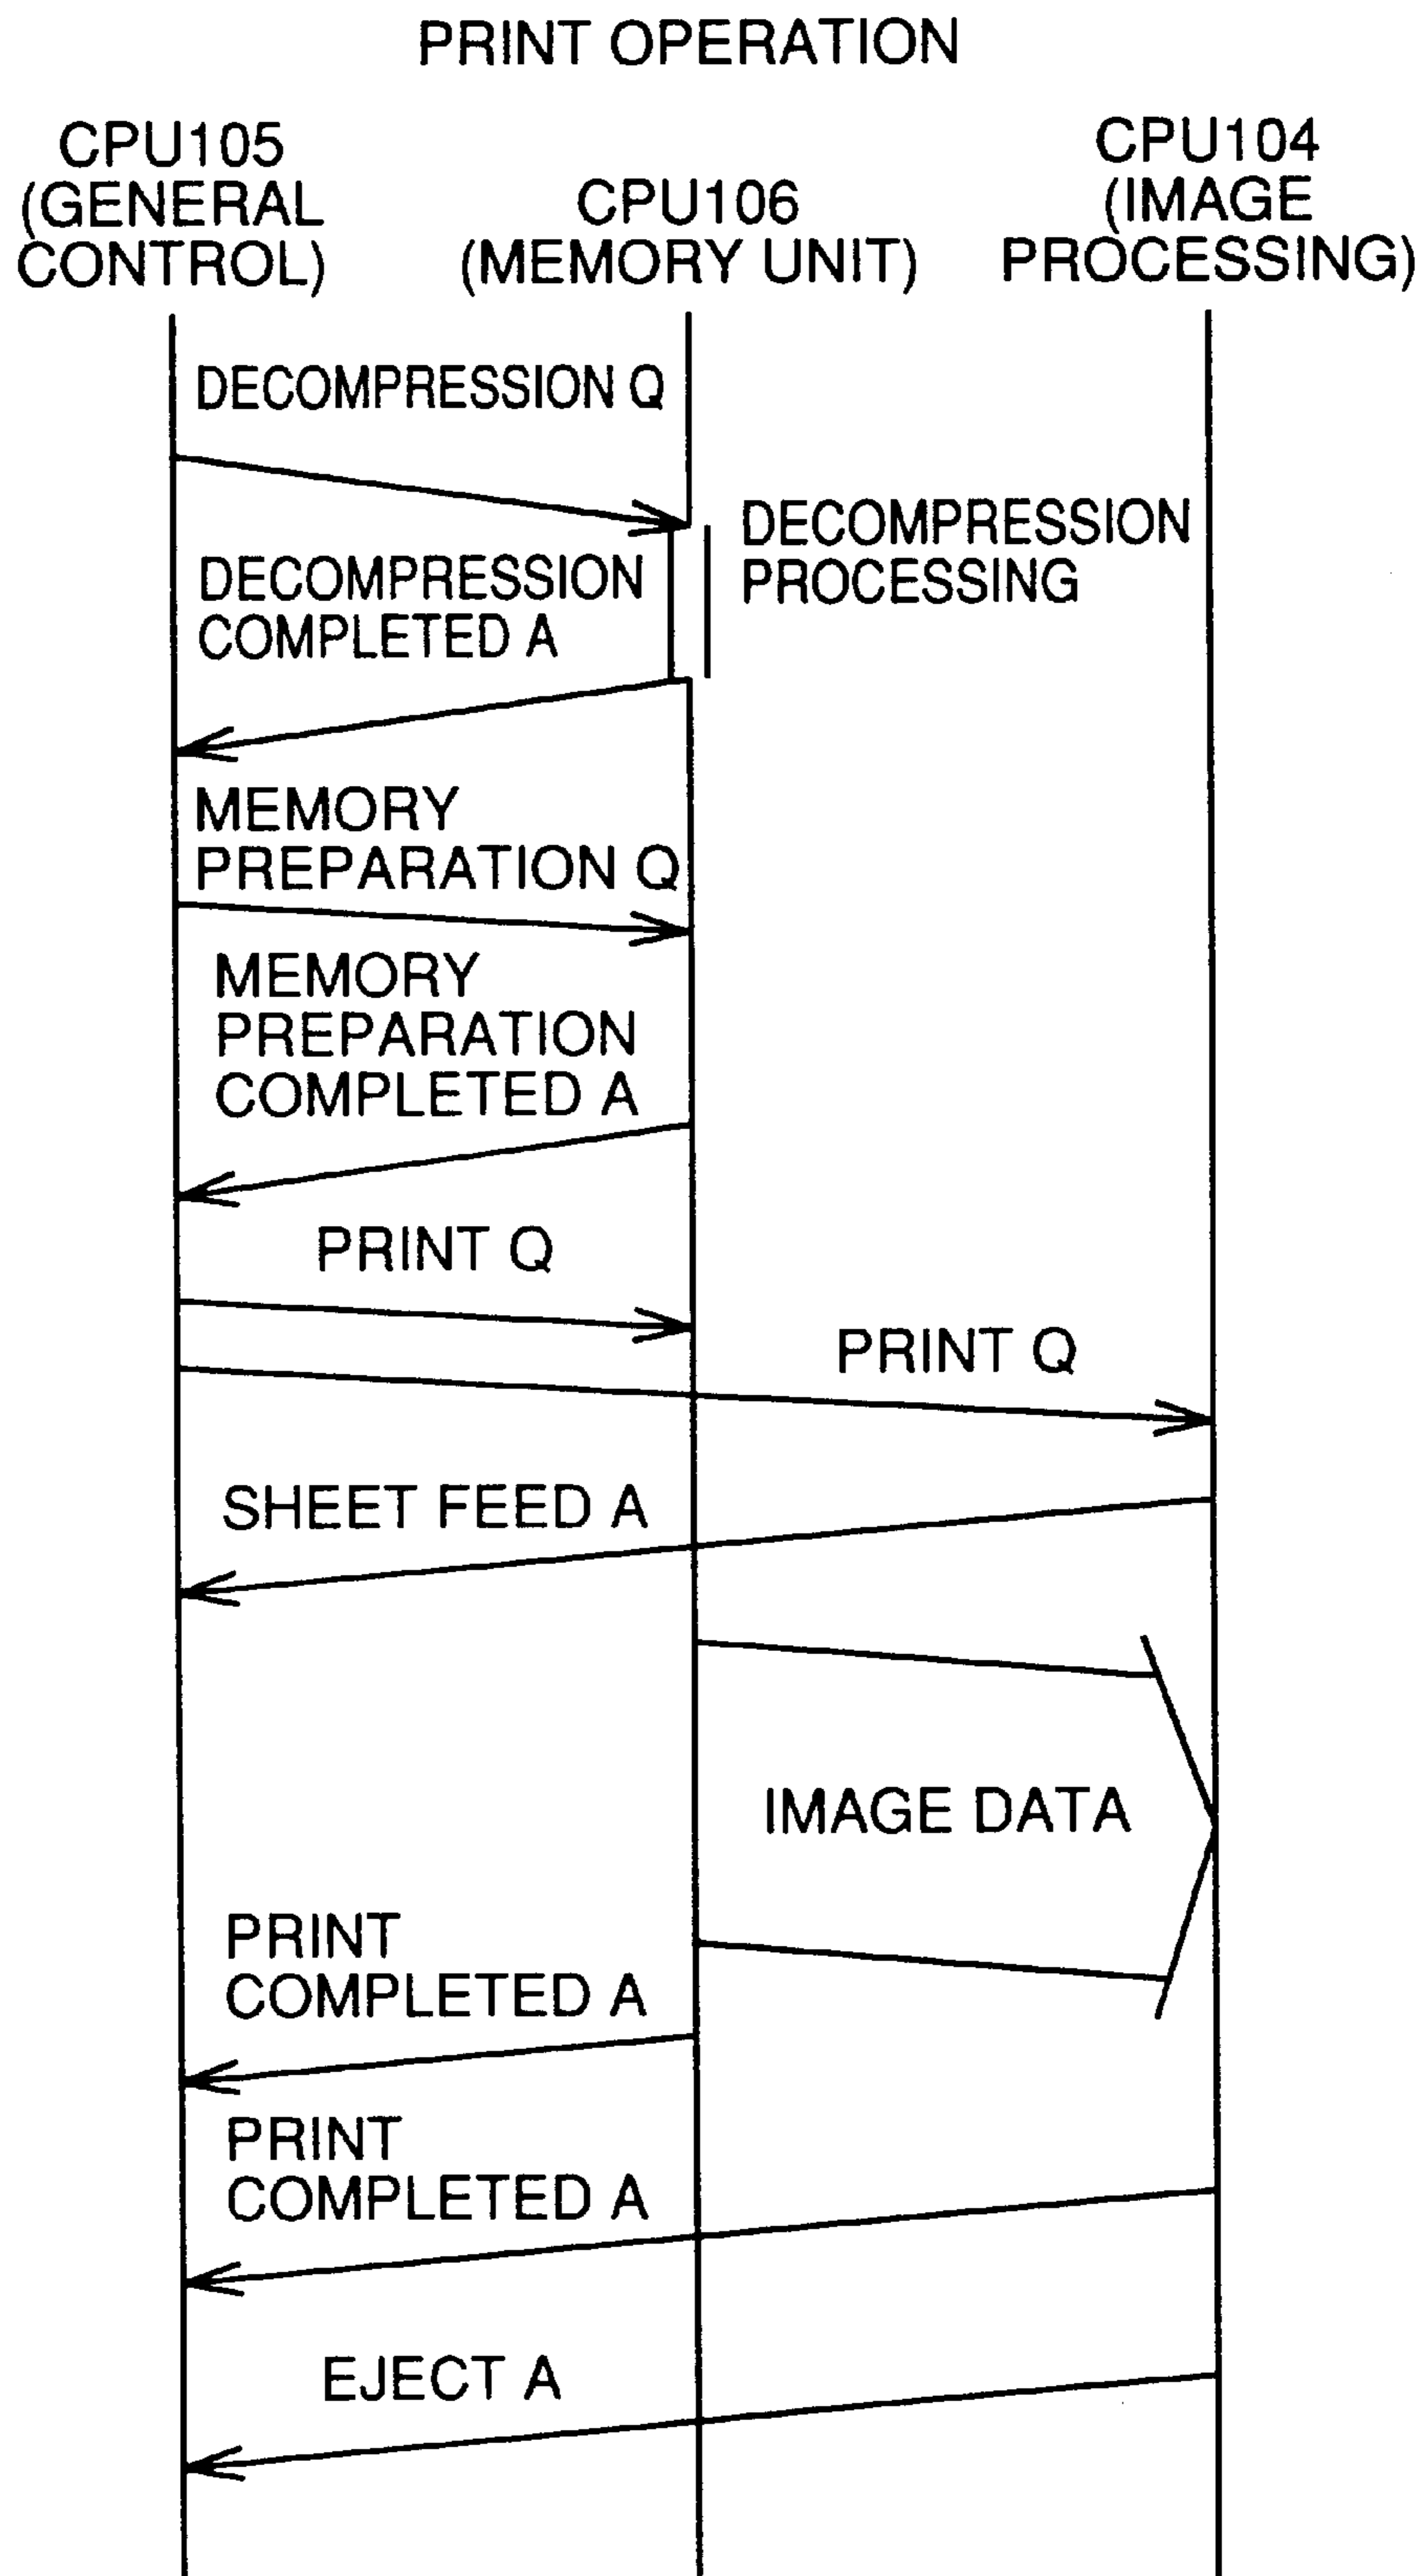 PRINT OPERATION
CPU105
(GENERAL
CONTROL)
CPU106
(MEMORY UNIT)
CPU104
(IMAGE
PROCESSING)
DECOMPRESSION Q
DECOMPRESSION
PROCESSING
DECOMPRESSION
COMPLETED A
MEMORY
PREPARATION Q
MEMORY
PREPARATION
COMPLETED A
PRINT Q
PRINT Q
SHEET FEED A
IMAGE DATA
PRINT
COMPLETED A
PRINT
COMPLETED A
EJECT A